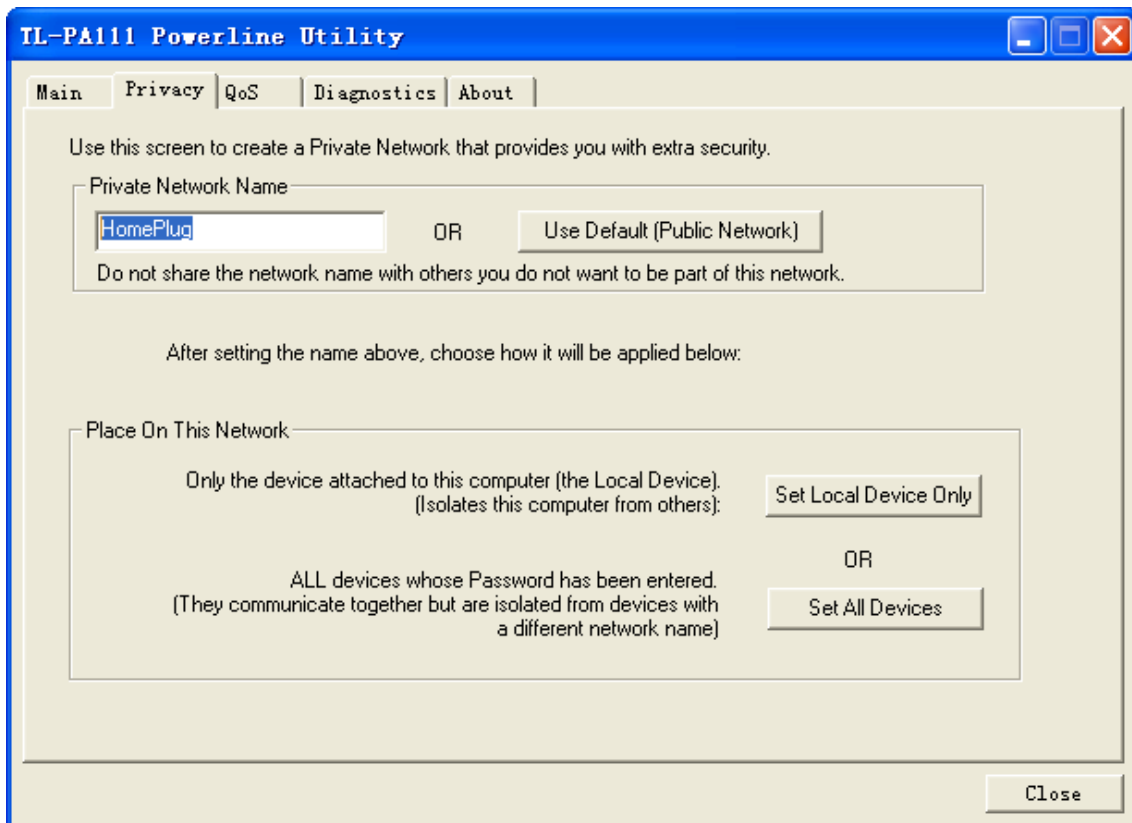 TL-PA111 Powerline Utility
Main Privacy QoS Diagnostics About
Use this screen to create a Private Network that provides you with extra security.
Private Network Name
HomePlug OR Use Default (Public Network)
Do not share the network name with others you do not want to be part of this network.
After setting the name above, choose how it will be applied below:
Place On This Network
Only the device attached to this computer (the Local Device).
(Isolates this computer from others):
Set Local Device Only
OR
ALL devices whose Password has been entered.
(They communicate together but are isolated from devices with
a different network name)
Set All Devices
Close